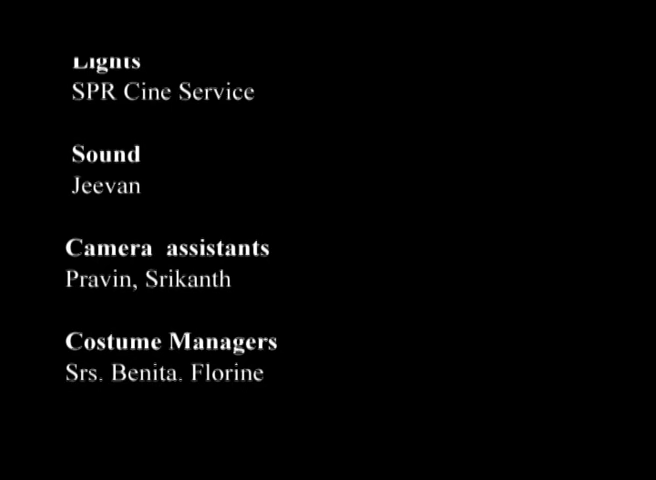 Lights
SPR Cine Service
Sound
Jeevan
Camera assistants
Pravin, Srikanth
Costume Managers
Srs. Benita. Florine